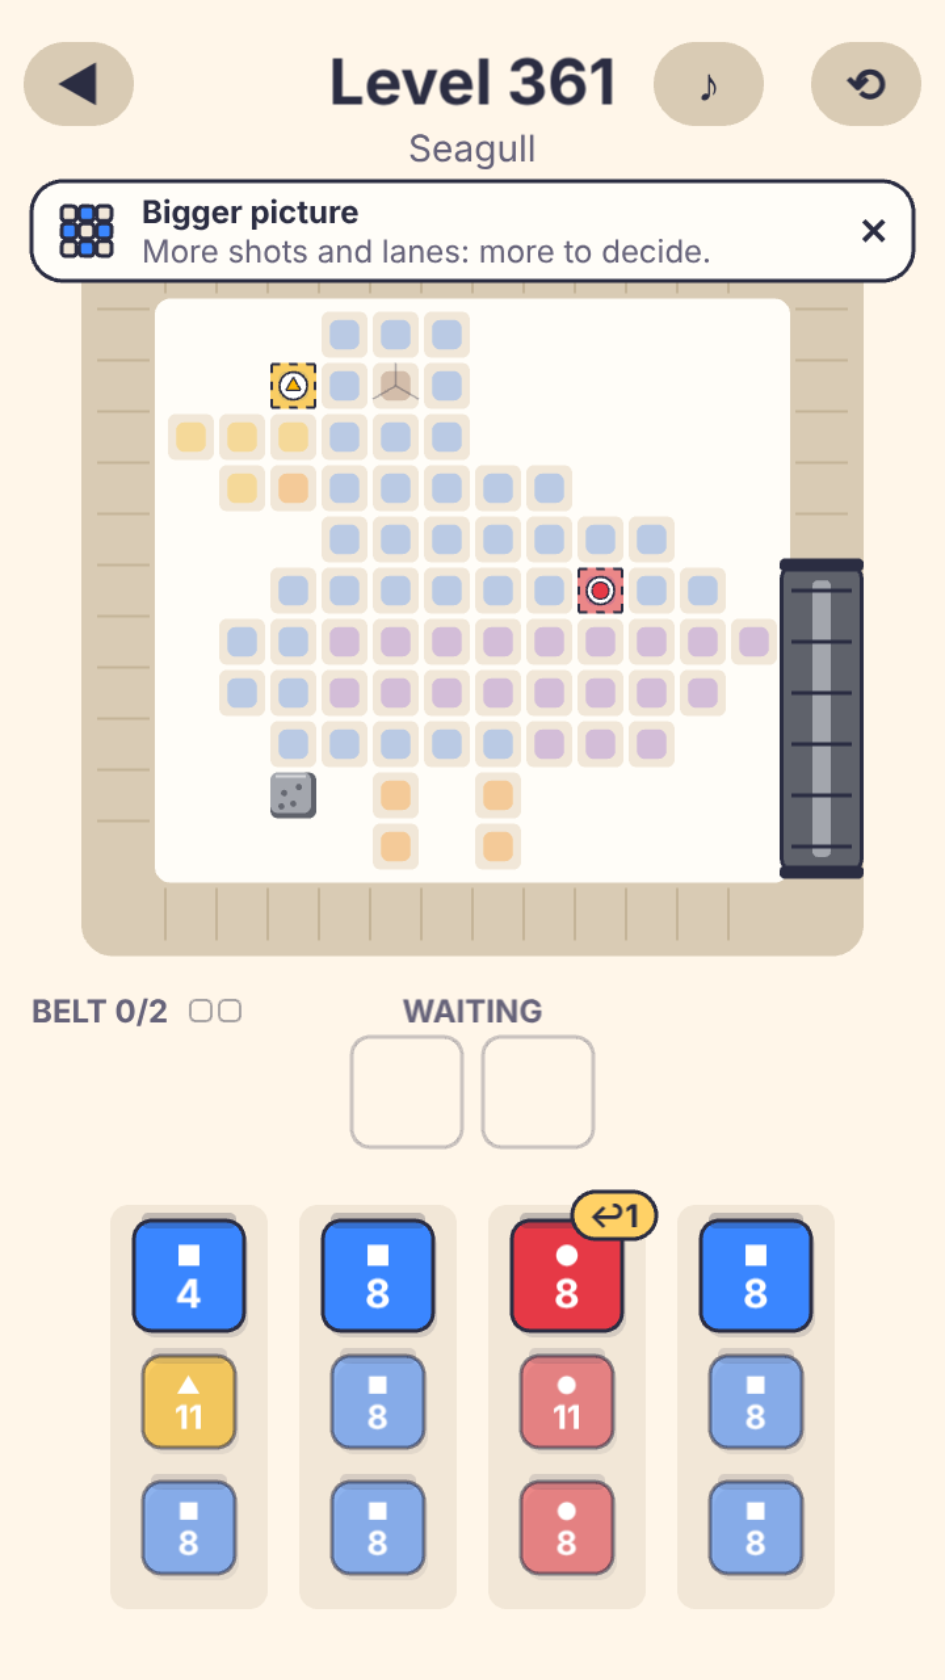 Level 361
Seagull
Bigger picture
More shots and lanes: more to decide.
BELT 0/2
WAITING
1
4
8
8
8
11
8
11
8
8
8
8
8